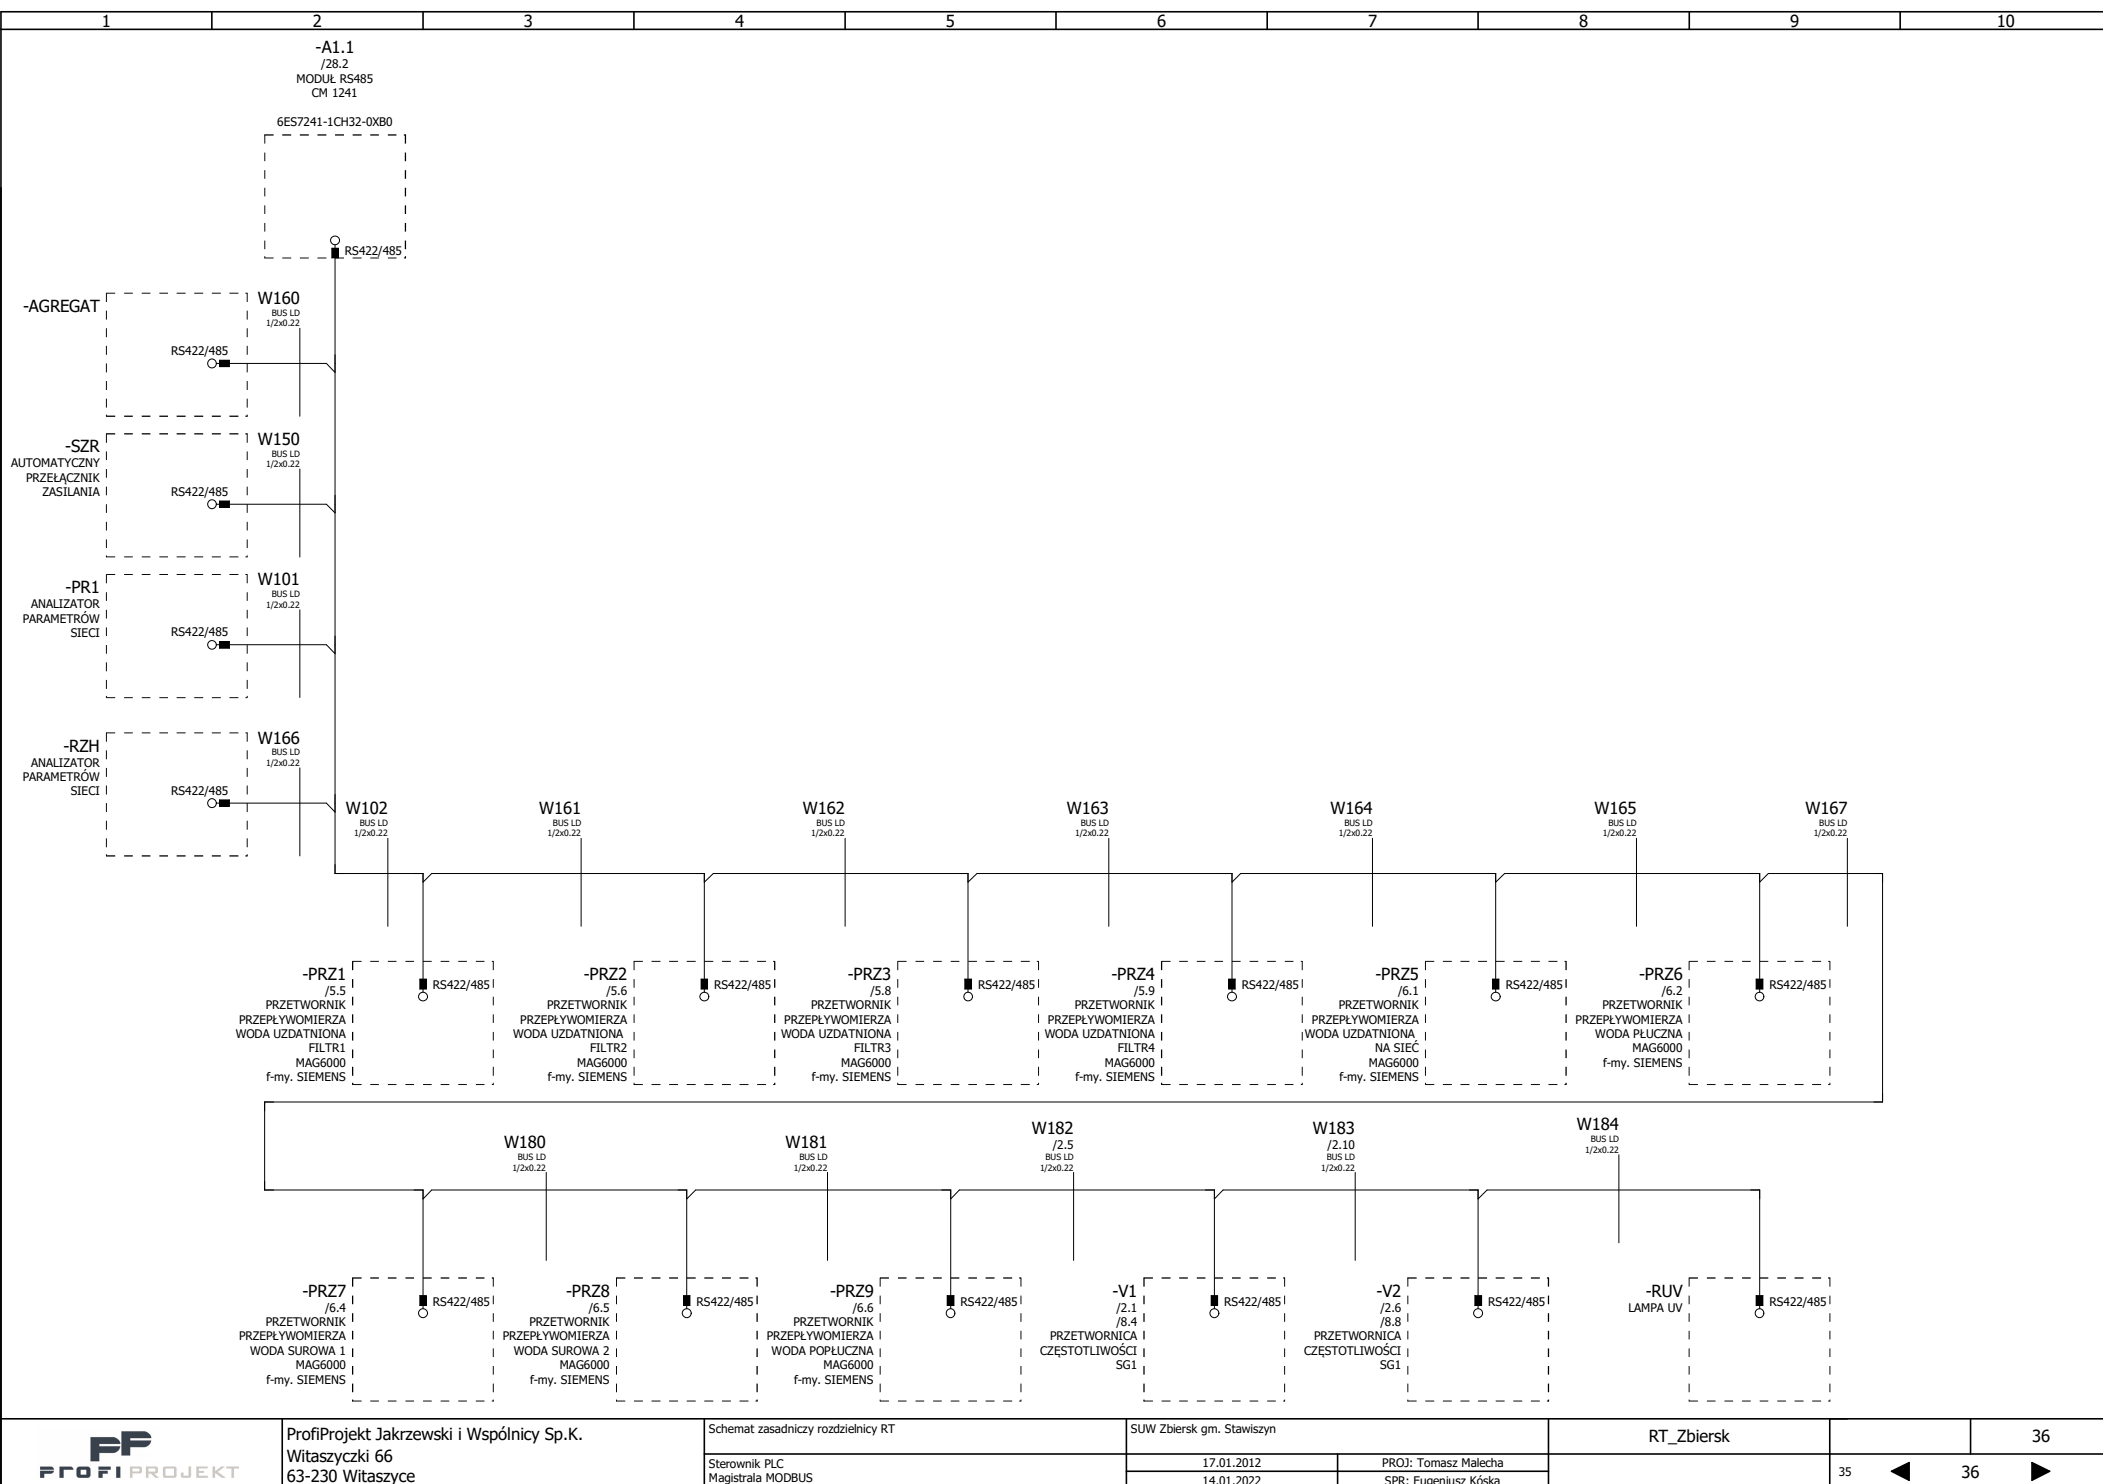 1 2 3 4 5 6 7 8 9 10
-A1.1
/28.2
MODUŁ RS485
CM 1241
6ES7241-1CH32-0XB0
RS422/485
-AGREGAT
RS422/485
W160
BUS LD
1/2x0.22
-SZR
AUTOMATYCZNY
PRZEŁĄCZNIK
ZASILANIA
RS422/485
W150
BUS LD
1/2x0.22
-PR1
ANALIZATOR
PARAMETRÓW
SIECI
RS422/485
W101
BUS LD
1/2x0.22
-RZH
ANALIZATOR
PARAMETRÓW
SIECI
RS422/485
W166
BUS LD
1/2x0.22
W102
BUS LD
1/2x0.22
W161
BUS LD
1/2x0.22
W162
BUS LD
1/2x0.22
W163
BUS LD
1/2x0.22
W164
BUS LD
1/2x0.22
W165
BUS LD
1/2x0.22
W167
BUS LD
1/2x0.22
-PRZ1
/5.5
PRZETWORNIK
PRZEPŁYWOMIERZA
WODA UZDATNIONA
FILTR1
MAG6000
f-my. SIEMENS
RS422/485
-PRZ2
/5.6
PRZETWORNIK
PRZEPŁYWOMIERZA
WODA UZDATNIONA
FILTR2
MAG6000
f-my. SIEMENS
RS422/485
-PRZ3
/5.8
PRZETWORNIK
PRZEPŁYWOMIERZA
WODA UZDATNIONA
FILTR3
MAG6000
f-my. SIEMENS
RS422/485
-PRZ4
/5.9
PRZETWORNIK
PRZEPŁYWOMIERZA
WODA UZDATNIONA
FILTR4
MAG6000
f-my. SIEMENS
RS422/485
-PRZ5
/6.1
PRZETWORNIK
PRZEPŁYWOMIERZA
WODA UZDATNIONA
NA SIEĆ
MAG6000
f-my. SIEMENS
RS422/485
-PRZ6
/6.2
PRZETWORNIK
PRZEPŁYWOMIERZA
WODA PŁUCZNA
MAG6000
f-my. SIEMENS
RS422/485
W180
BUS LD
1/2x0.22
W181
BUS LD
1/2x0.22
W182
/2.5
BUS LD
1/2x0.22
W183
/2.10
BUS LD
1/2x0.22
W184
BUS LD
1/2x0.22
-PRZ7
/6.4
PRZETWORNIK
PRZEPŁYWOMIERZA
WODA SUROWA 1
MAG6000
f-my. SIEMENS
RS422/485
-PRZ8
/6.5
PRZETWORNIK
PRZEPŁYWOMIERZA
WODA SUROWA 2
MAG6000
f-my. SIEMENS
RS422/485
-PRZ9
/6.6
PRZETWORNIK
PRZEPŁYWOMIERZA
WODA POPŁUCZNA
MAG6000
f-my. SIEMENS
RS422/485
-V1
/2.1
/8.4
PRZETWORNICA
CZĘSTOTLIWOŚCI
SG1
RS422/485
-V2
/2.6
/8.8
PRZETWORNICA
CZĘSTOTLIWOŚCI
SG1
RS422/485
-RUV
LAMPA UV
RS422/485
PP
PROFIPROJEKT
ProfiProjekt Jakrzewski i Wspólnicy Sp.K.
Witaszyczki 66
63-230 Witaszyce
Schemat zasadniczy rozdzielnicy RT
Sterownik PLC
Magistrala MODBUS
SUW Zbiersk gm. Stawiszyn
17.01.2012
PROJ: Tomasz Malecha
14.01.2022
SPR: Eugeniusz Kóska
RT_Zbiersk
36
35
36